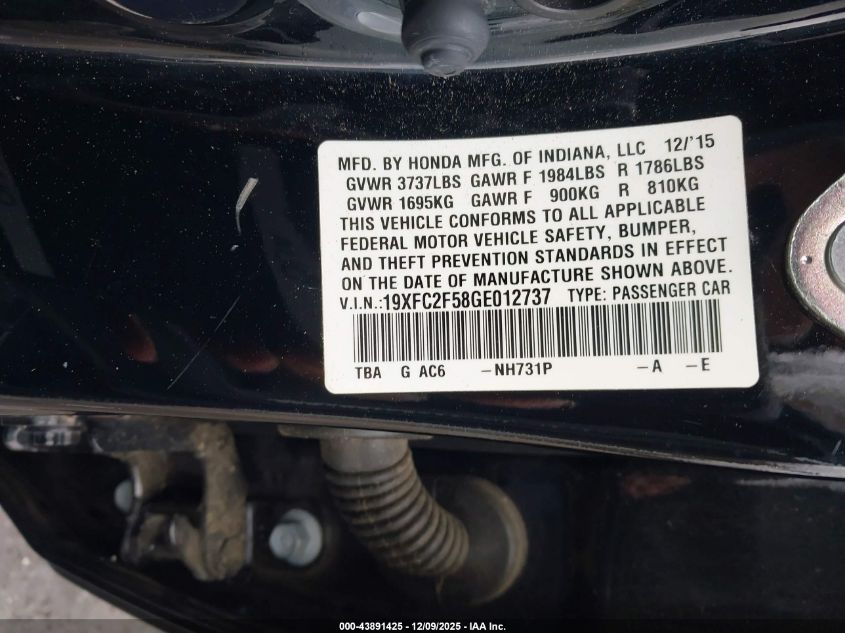 MFD. BY HONDA MFG. OF INDIANA, LLC 12/'15
GVWR 3737LBS GAWR F 1984LBS R 1786LBS
GVWR 1695KG GAWR F 900KG R 810KG
THIS VEHICLE CONFORMS TO ALL APPLICABLE
FEDERAL MOTOR VEHICLE SAFETY, BUMPER,
AND THEFT PREVENTION STANDARDS IN EFFECT
ON THE DATE OF MANUFACTURE SHOWN ABOVE.
V.I.N.:19XFC2F58GE012737 TYPE: PASSENGER CAR
TBA G AC6 -NH731P -A -E
000-43891425 - 12/09/2025 - IAA Inc.